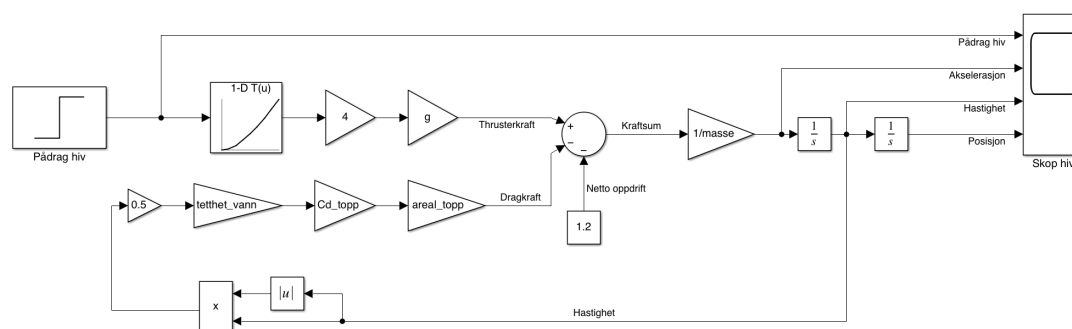 Pådrag hiv
Akselerasjon
1-D T(u)
Hastighet
4
g
+
−
−
Kraftsum
1/masse
1
s
1
s
Thrusterkraft
Posisjon
Pådrag hiv
Skop hiv
Netto oppdrift
0.5
tetthet_vann
Cd_topp
areal_topp
Dragkraft
1.2
|u|
x
Hastighet